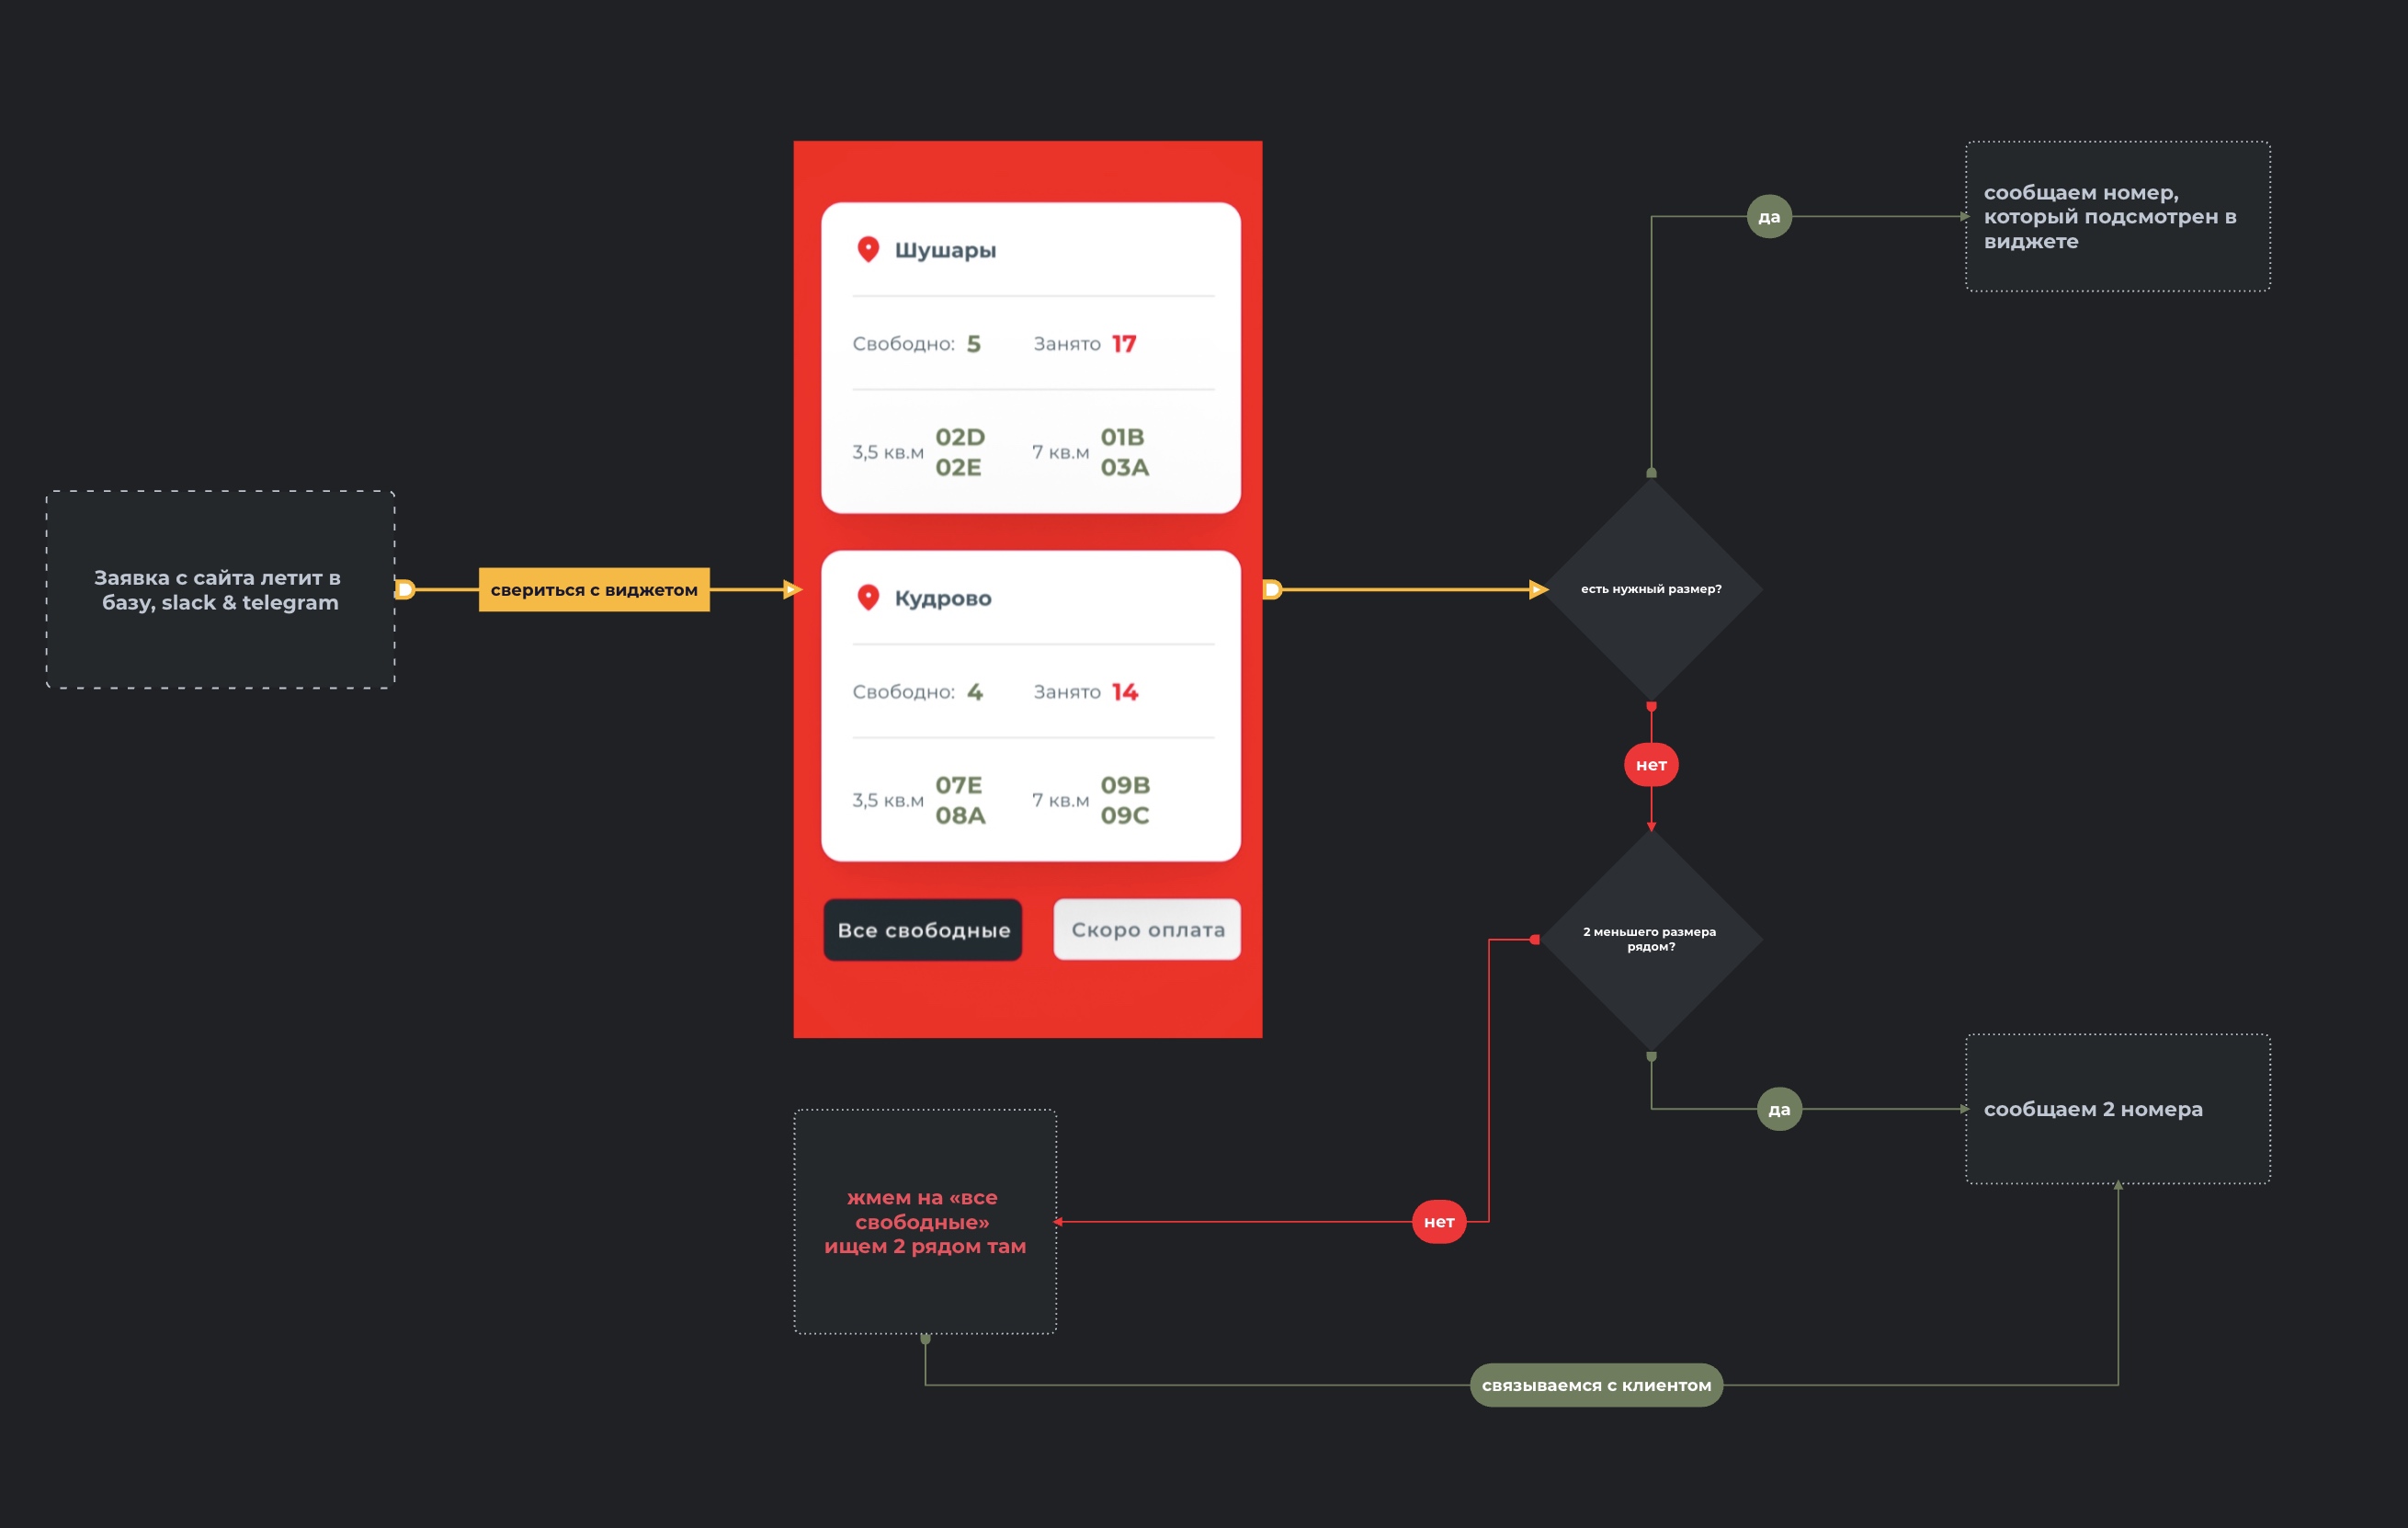 Заявка с сайта летит в
базу, slack & telegram
свериться с виджетом
Шушары
Свободно: 5 Занято 17
3,5 кв.м 02D 02E 7 кв.м 01B 03A
Кудрово
Свободно: 4 Занято 14
3,5 кв.м 07E 08A 7 кв.м 09B 09C
Все свободные Скоро оплата
есть нужный размер?
да
сообщаем номер,
который подсмотрен в
виджете
нет
2 меньшего размера
рядом?
да
сообщаем 2 номера
нет
жмем на «все
свободные»
ищем 2 рядом там
связываемся с клиентом